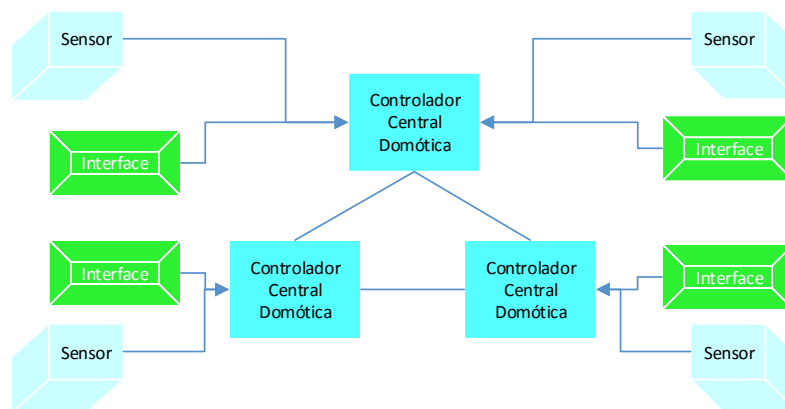 Sensor
Sensor
Controlador
Central
Domótica
Interface
Interface
Interface
Interface
Controlador
Central
Domótica
Controlador
Central
Domótica
Sensor
Sensor